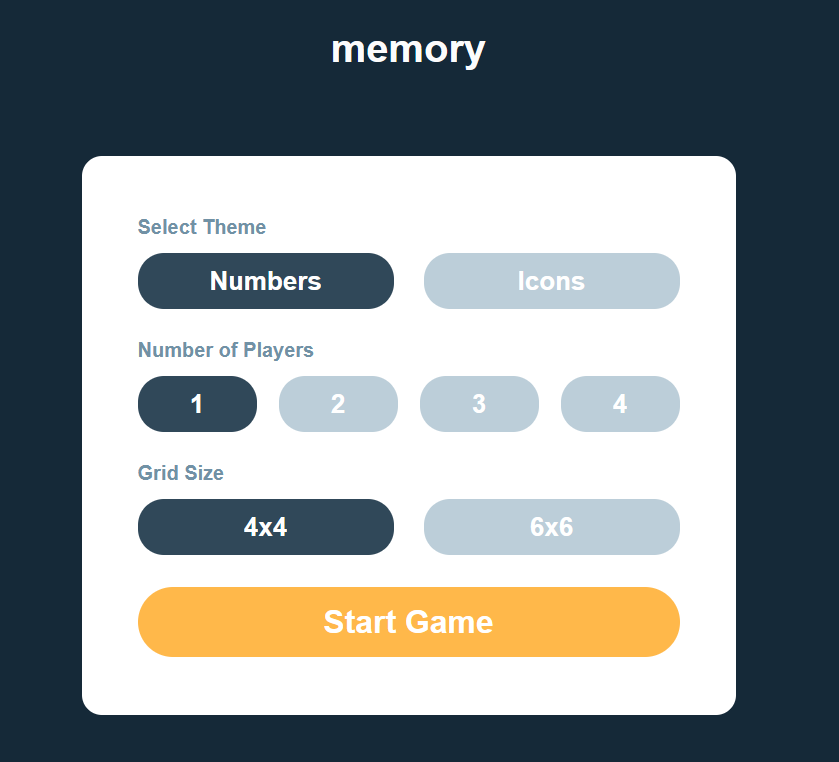 memory
Select Theme
Numbers Icons
Number of Players
1 2 3 4
Grid Size
4x4 6x6
Start Game